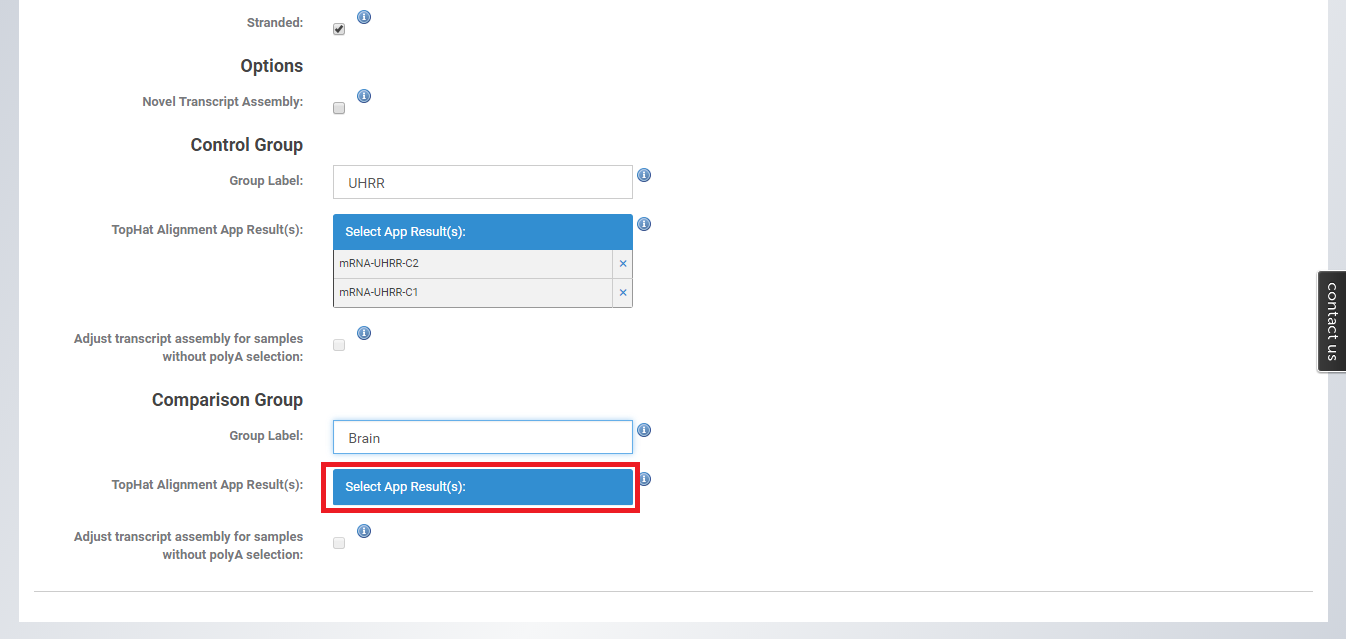 Stranded:
Options
Novel Transcript Assembly:
Control Group
Group Label:
UHRR
TopHat Alignment App Result(s):
Select App Result(s):
mRNA-UHRR-C2
mRNA-UHRR-C1
Adjust transcript assembly for samples
without polyA selection:
Comparison Group
Group Label:
Brain
TopHat Alignment App Result(s):
Select App Result(s):
Adjust transcript assembly for samples
without polyA selection:
contact us